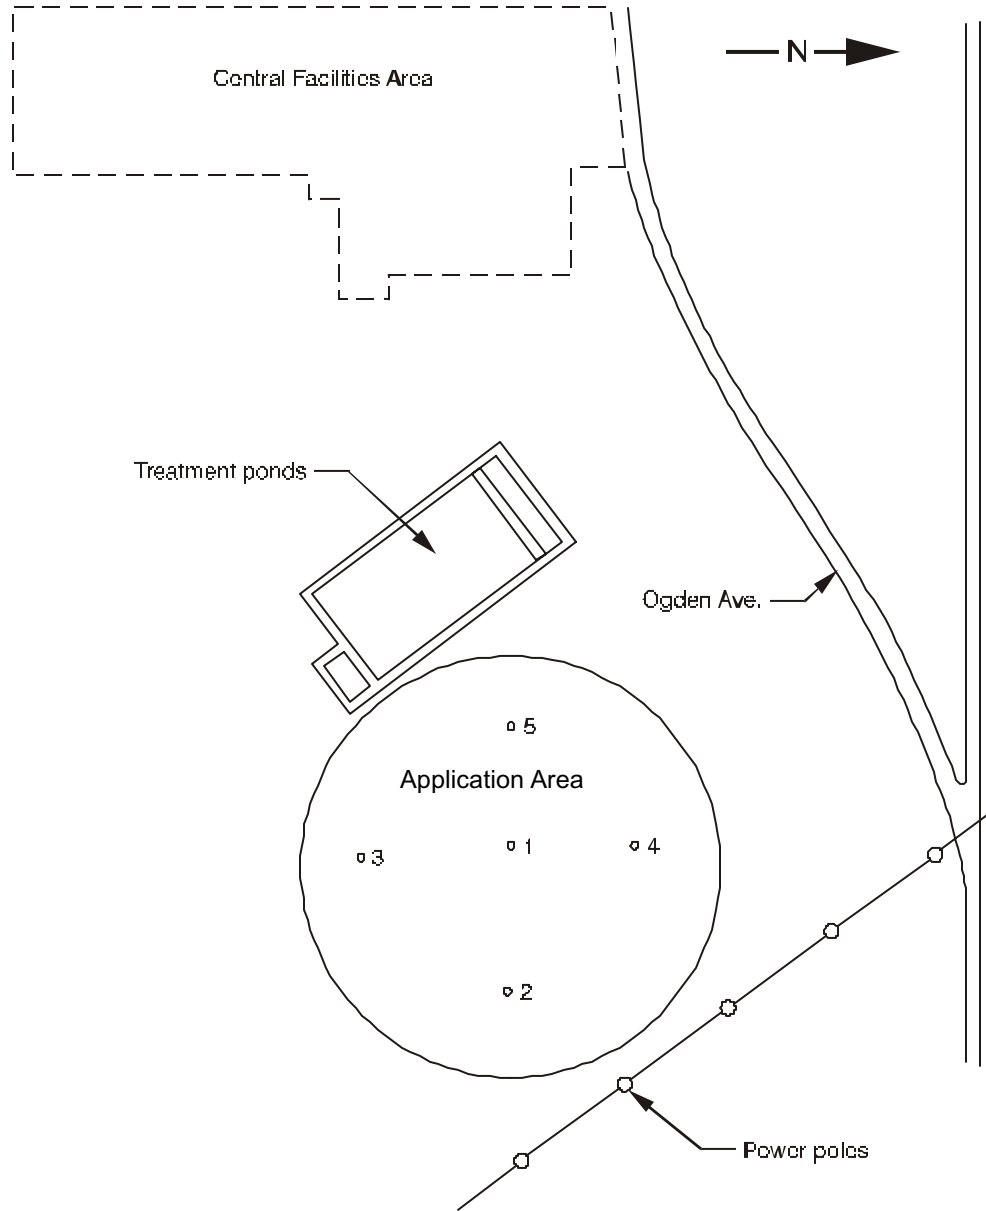 N
Central Facilities Area
Treatment ponds
Ogden Ave.
5
Application Area
3
1
4
2
Power poles